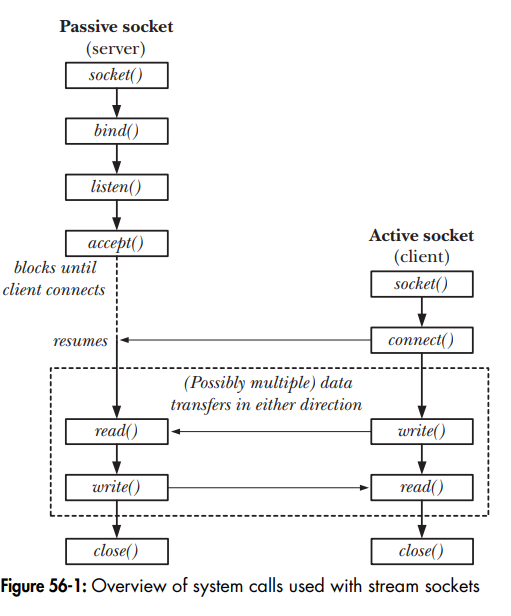 Passive socket
(server)
socket()
bind()
listen()
accept()
blocks until
client connects
resumes
Active socket
(client)
socket()
connect()
(Possibly multiple) data
transfers in either direction
read()
write()
write()
read()
close()
close()
Figure 56-1: Overview of system calls used with stream sockets